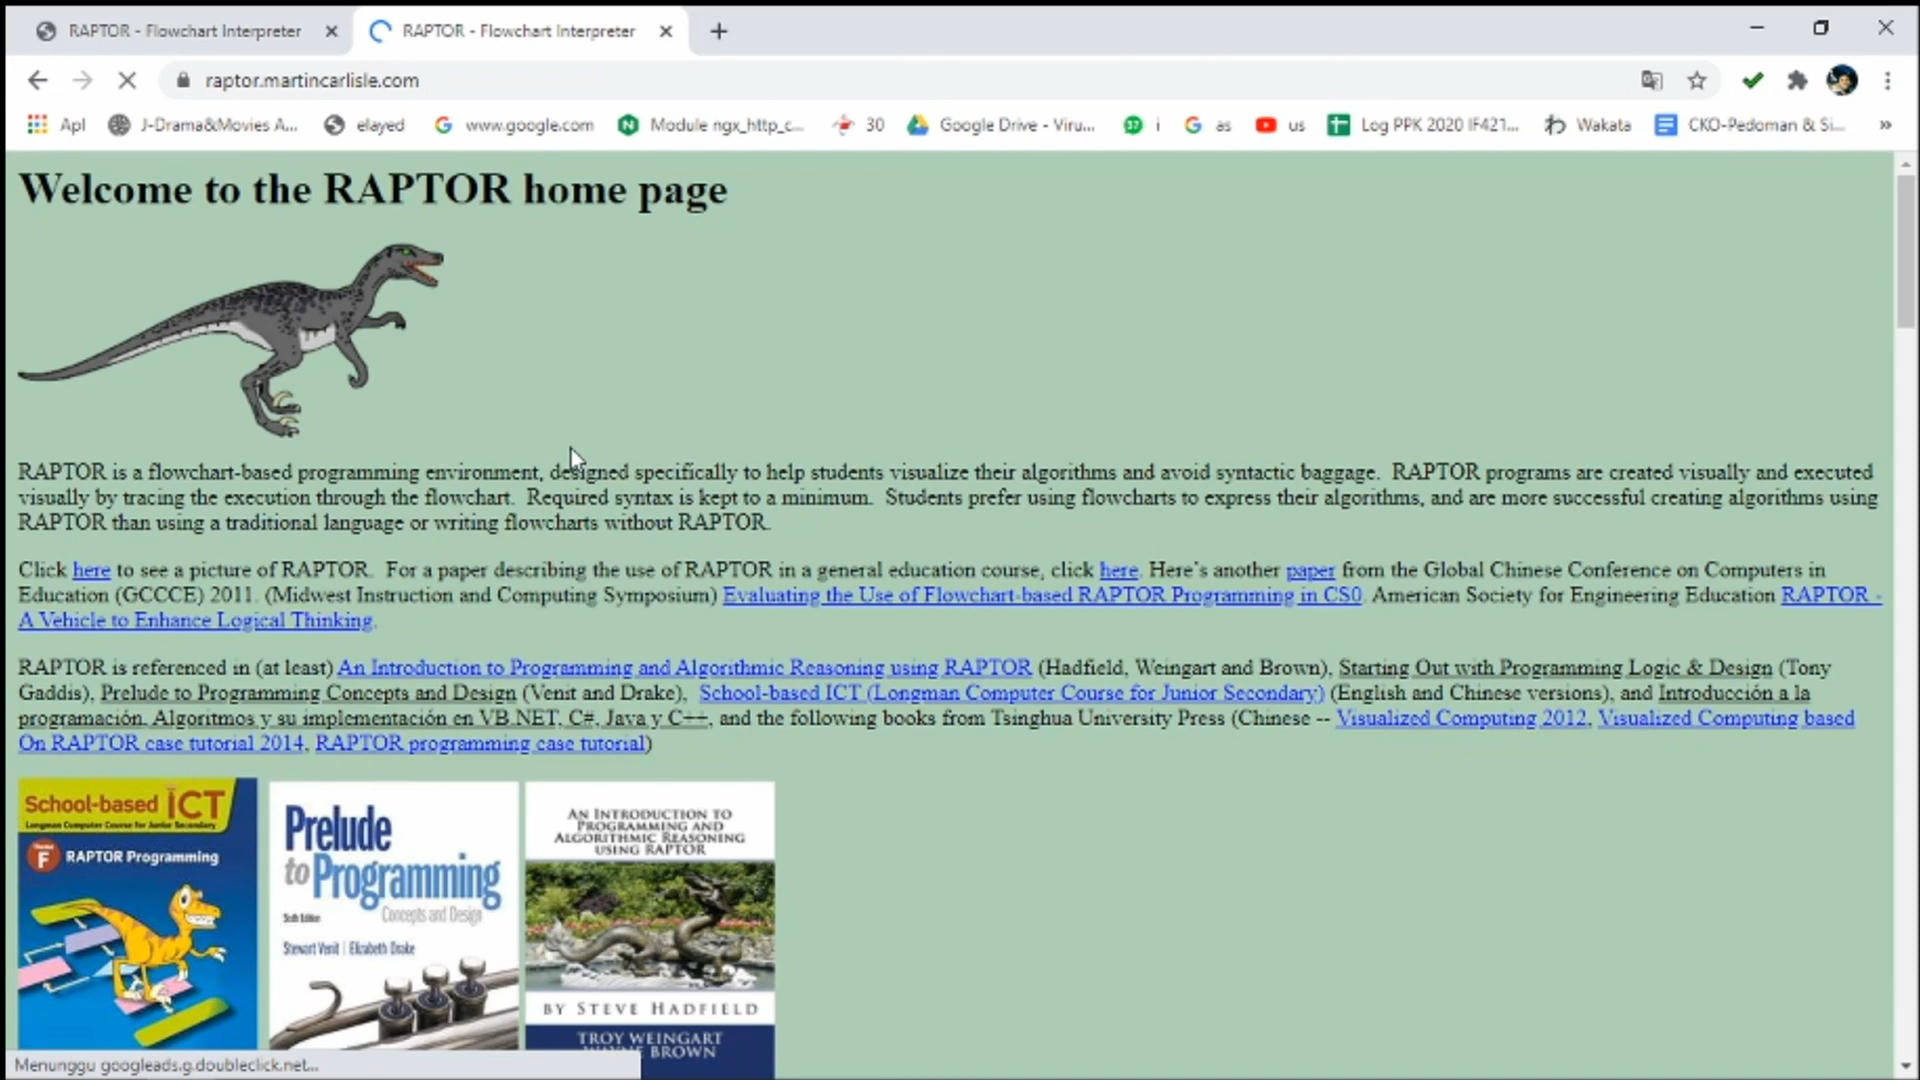 RAPTOR - Flowchart Interpreter
RAPTOR - Flowchart Interpreter
raptor.martincarlisle.com
Apl
J-Drama&Movies A...
elayed
www.google.com
Module ngx_http_c...
30
Google Drive - Viru...
37
i
as
us
Log PPK 2020 IF421...
Wakata
CKO-Pedoman & Si...
Welcome to the RAPTOR home page
RAPTOR is a flowchart-based programming environment, designed specifically to help students visualize their algorithms and avoid syntactic baggage. RAPTOR programs are created visually and executed
visually by tracing the execution through the flowchart. Required syntax is kept to a minimum. Students prefer using flowcharts to express their algorithms, and are more successful creating algorithms using
RAPTOR than using a traditional language or writing flowcharts without RAPTOR.
Click here to see a picture of RAPTOR. For a paper describing the use of RAPTOR in a general education course, click here. Here's another paper from the Global Chinese Conference on Computers in
Education (GCCCE) 2011. (Midwest Instruction and Computing Symposium) Evaluating the Use of Flowchart-based RAPTOR Programming in CS0. American Society for Engineering Education RAPTOR -
A Vehicle to Enhance Logical Thinking.
RAPTOR is referenced in (at least) An Introduction to Programming and Algorithmic Reasoning using RAPTOR (Hadfield, Weingart and Brown), Starting Out with Programming Logic & Design (Tony
Gaddis), Prelude to Programming Concepts and Design (Venit and Drake), School-based ICT (Longman Computer Course for Junior Secondary) (English and Chinese versions), and Introducción a la
programación. Algoritmos y su implementación en VB.NET, C#, Java y C++, and the following books from Tsinghua University Press (Chinese -- Visualized Computing 2012, Visualized Computing based
On RAPTOR case tutorial 2014, RAPTOR programming case tutorial)
School-based ICT
Longman Computer Course for Junior Secondary
F RAPTOR Programming
Prelude
to Programming
Sixth Edition
Concepts and Design
Stewart Venit | Elizabeth Drake
AN INTRODUCTION TO
PROGRAMMING AND
ALGORITHMIC REASONING
USING RAPTOR
BY STEVE HADFIELD
TROY WEINGART
WAYNE BROWN
Menunggu googleads.g.doubleclick.net...